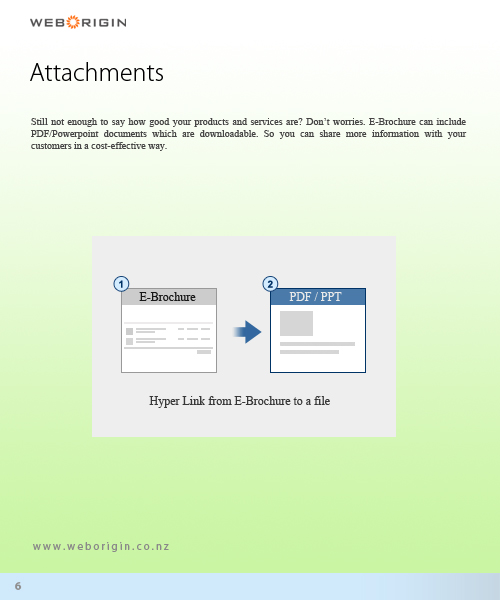 WEBORIGIN
Attachments
Still not enough to say how good your products and services are? Don't worries. E-Brochure can include
PDF/Powerpoint documents which are downloadable. So you can share more information with your
customers in a cost-effective way.
1
2
E-Brochure
PDF / PPT
Hyper Link from E-Brochure to a file
www.weborigin.co.nz
6